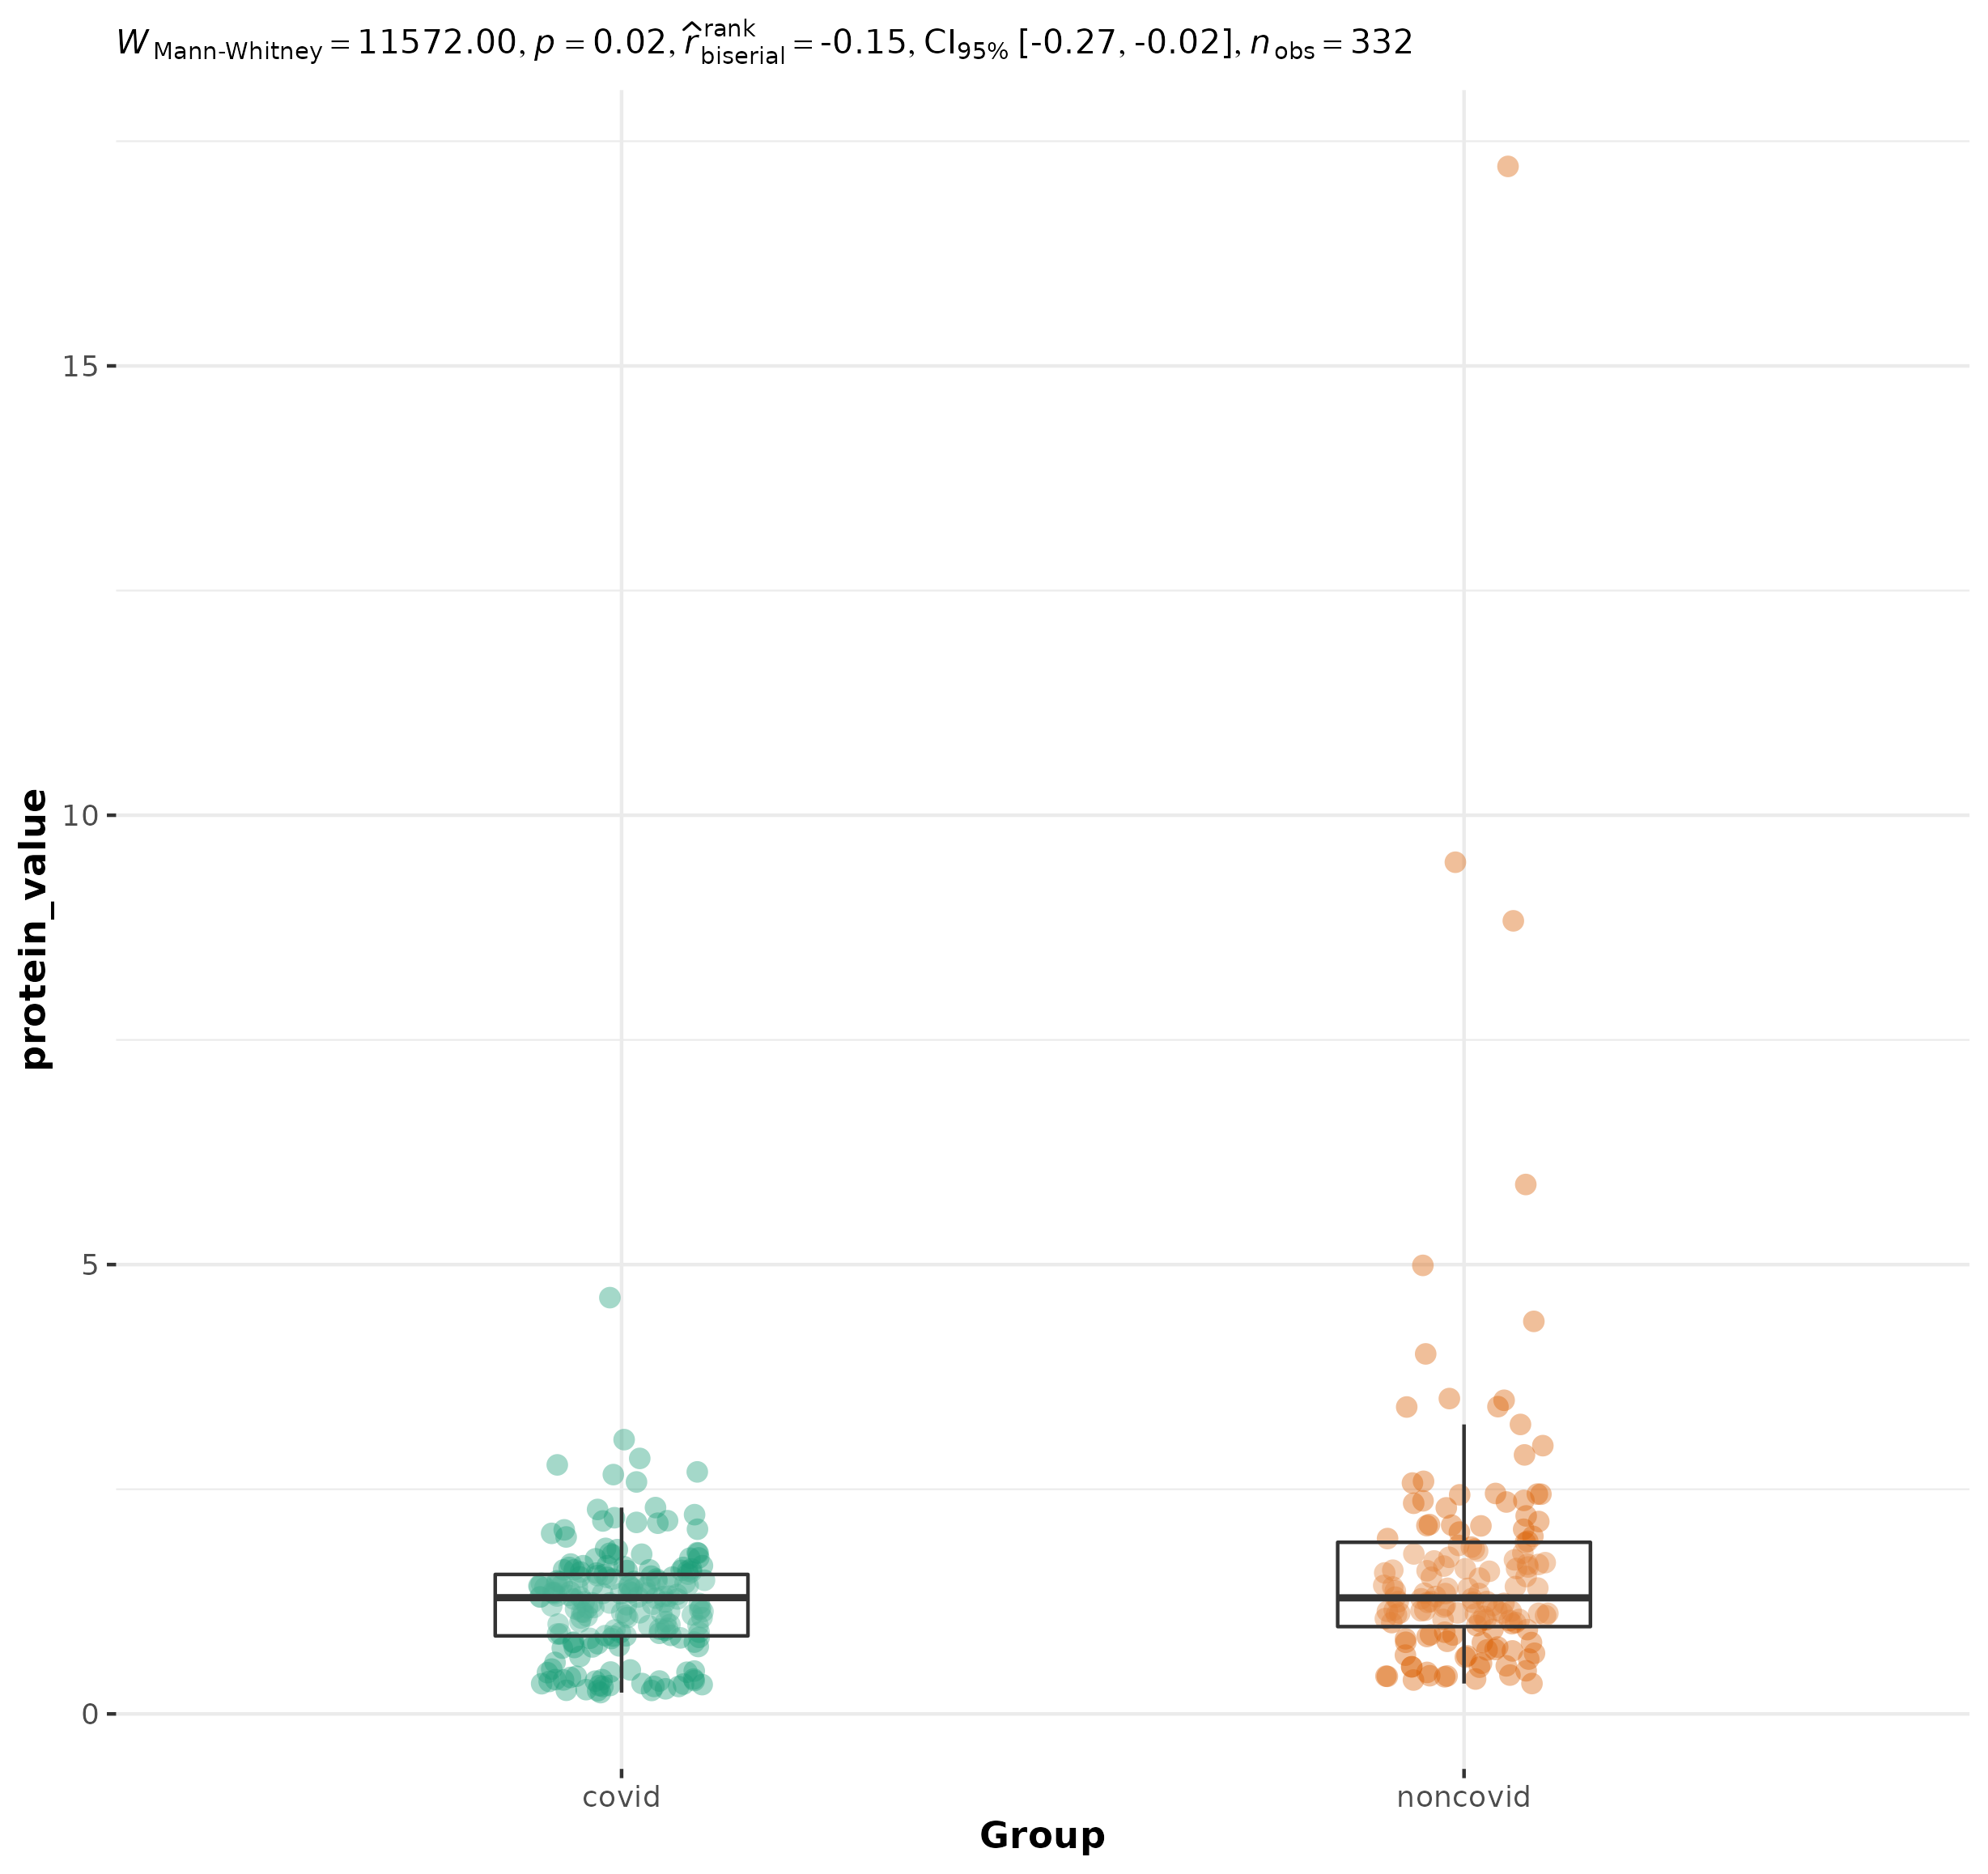 W Mann-Whitney = 11572.00, p = 0.02, r̂ rank biserial = -0.15, CI95% [-0.27, -0.02], n obs = 332
15
10
5
0
protein_value
covid noncovid
Group